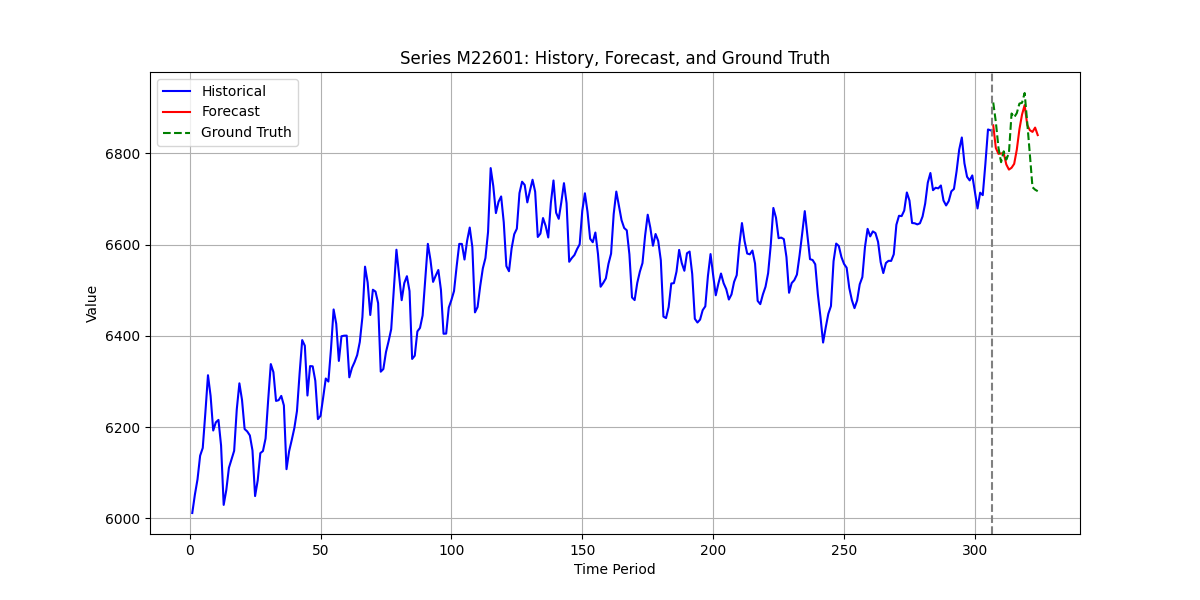 Series M22601: History, Forecast, and Ground Truth
Historical
Forecast
Ground Truth
6800
6600
6400
6200
6000
Value
0 50 100 150 200 250 300
Time Period